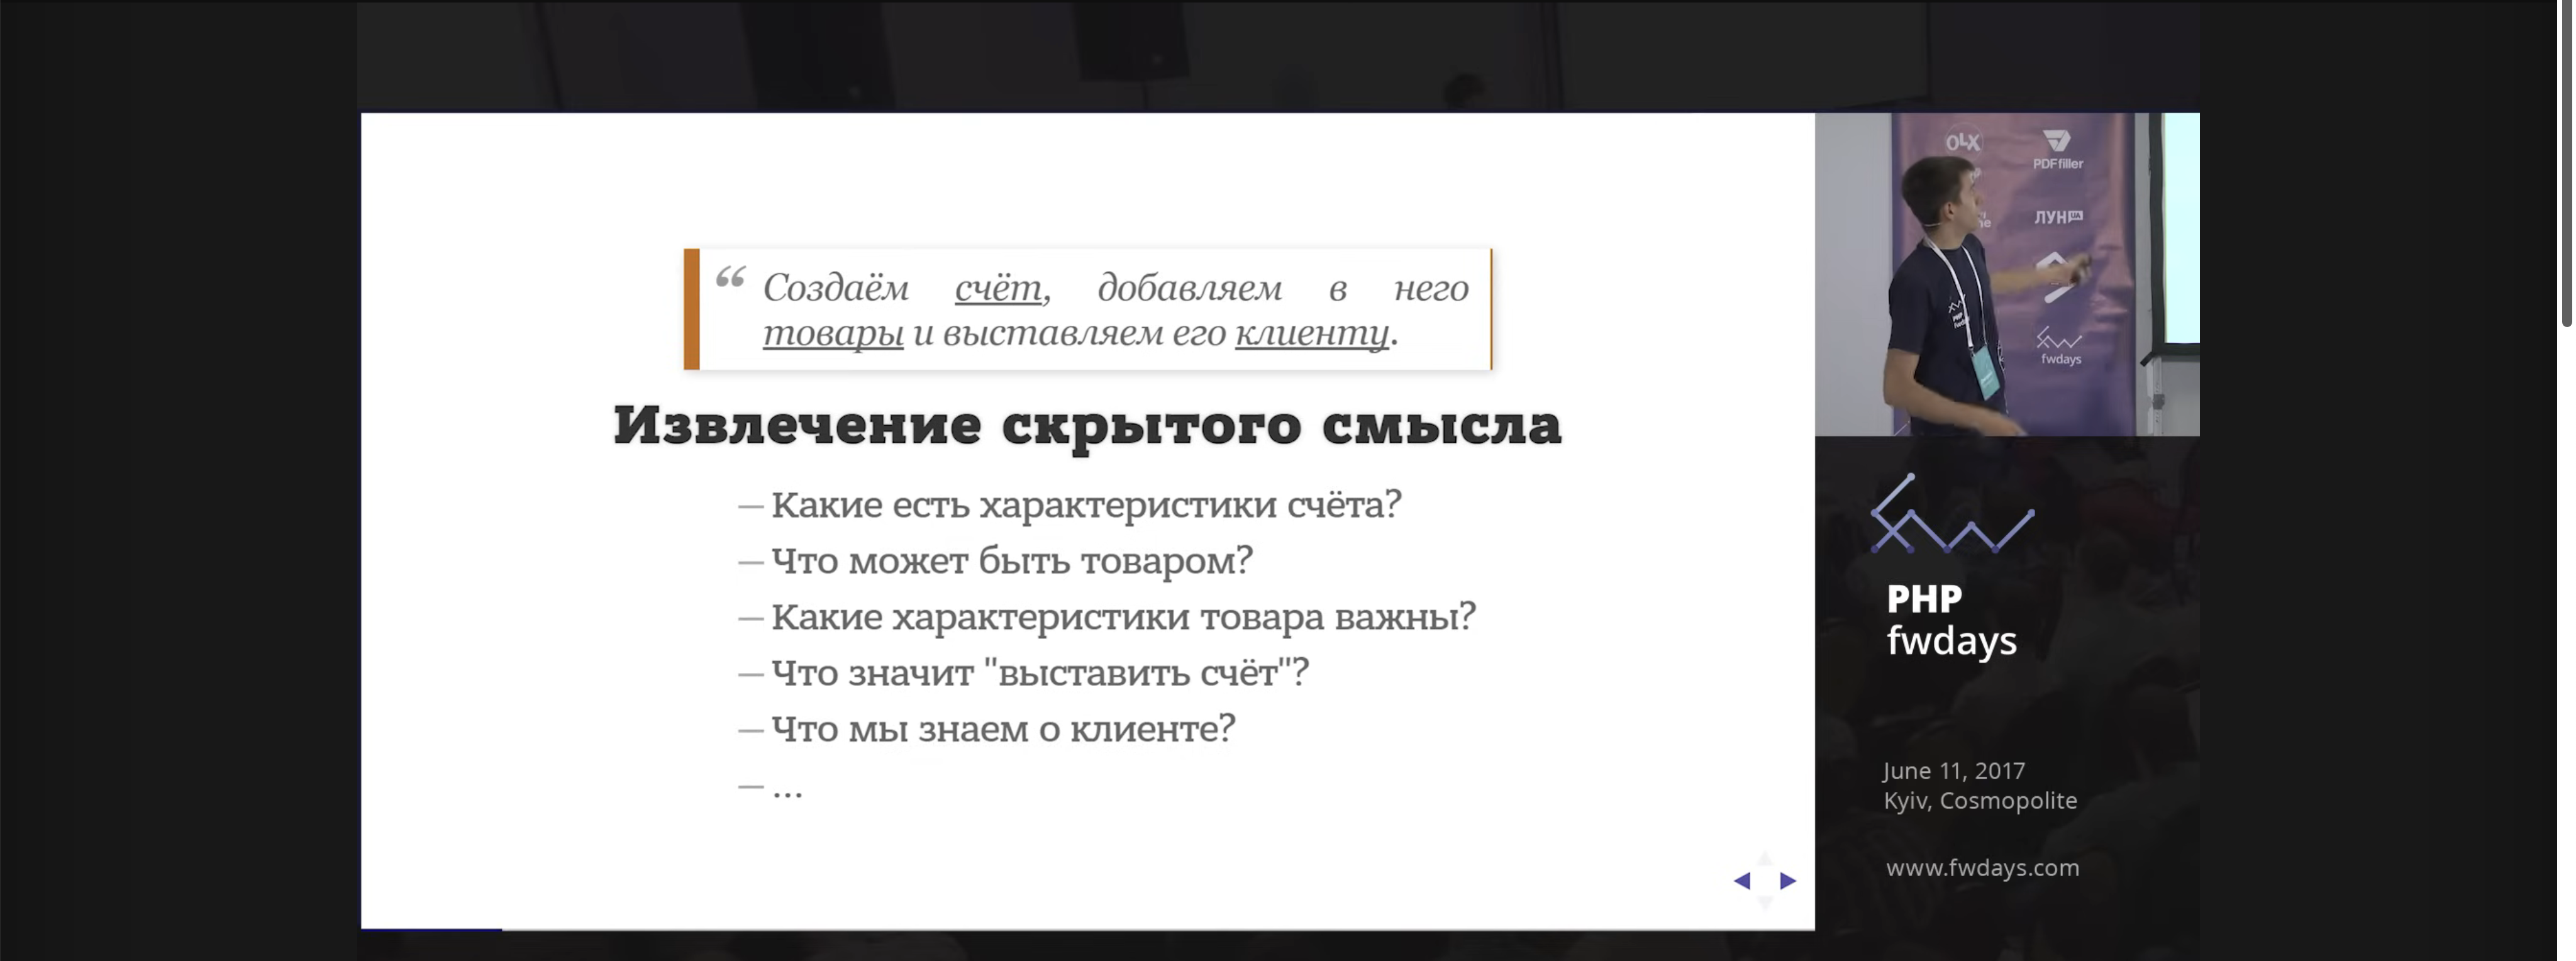 “ Создаём счёт, добавляем в него
товары и выставляем его клиенту.
Извлечение скрытого смысла
— Какие есть характеристики счёта?
— Что может быть товаром?
— Какие характеристики товара важны?
— Что значит "выставить счёт"?
— Что мы знаем о клиенте?
— ...
OLX
PDFfiller
ЛУН UA
fwdays
PHP
fwdays
June 11, 2017
Kyiv, Cosmopolite
www.fwdays.com